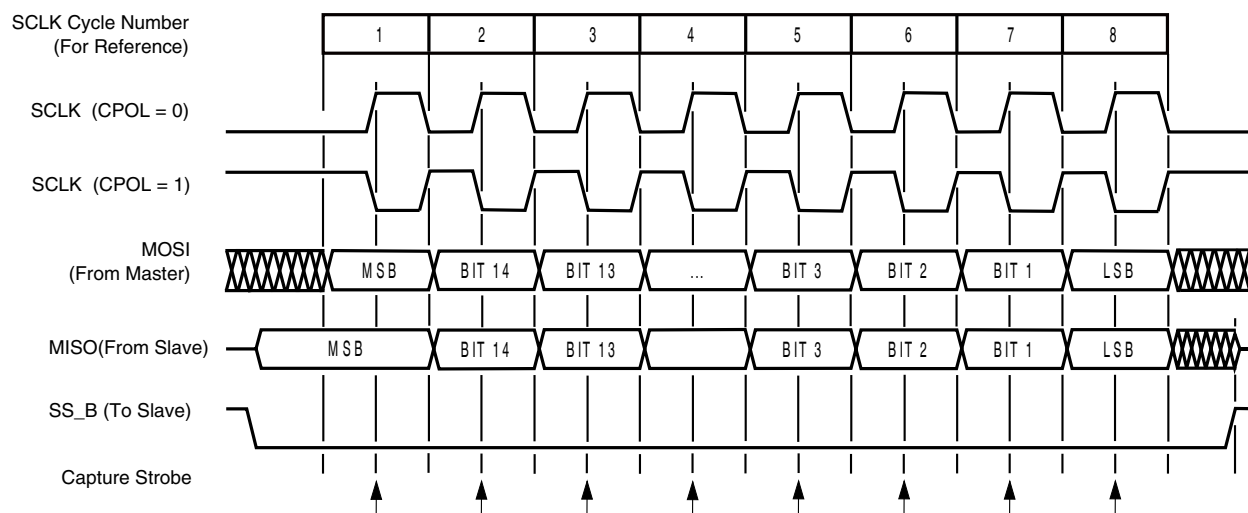 SCLK Cycle Number
(For Reference)
1 2 3 4 5 6 7 8
SCLK (CPOL = 0)
SCLK (CPOL = 1)
MOSI
(From Master)
MSB BIT 14 BIT 13 ... BIT 3 BIT 2 BIT 1 LSB
MISO(From Slave)
MSB BIT 14 BIT 13 BIT 3 BIT 2 BIT 1 LSB
SS_B (To Slave)
Capture Strobe